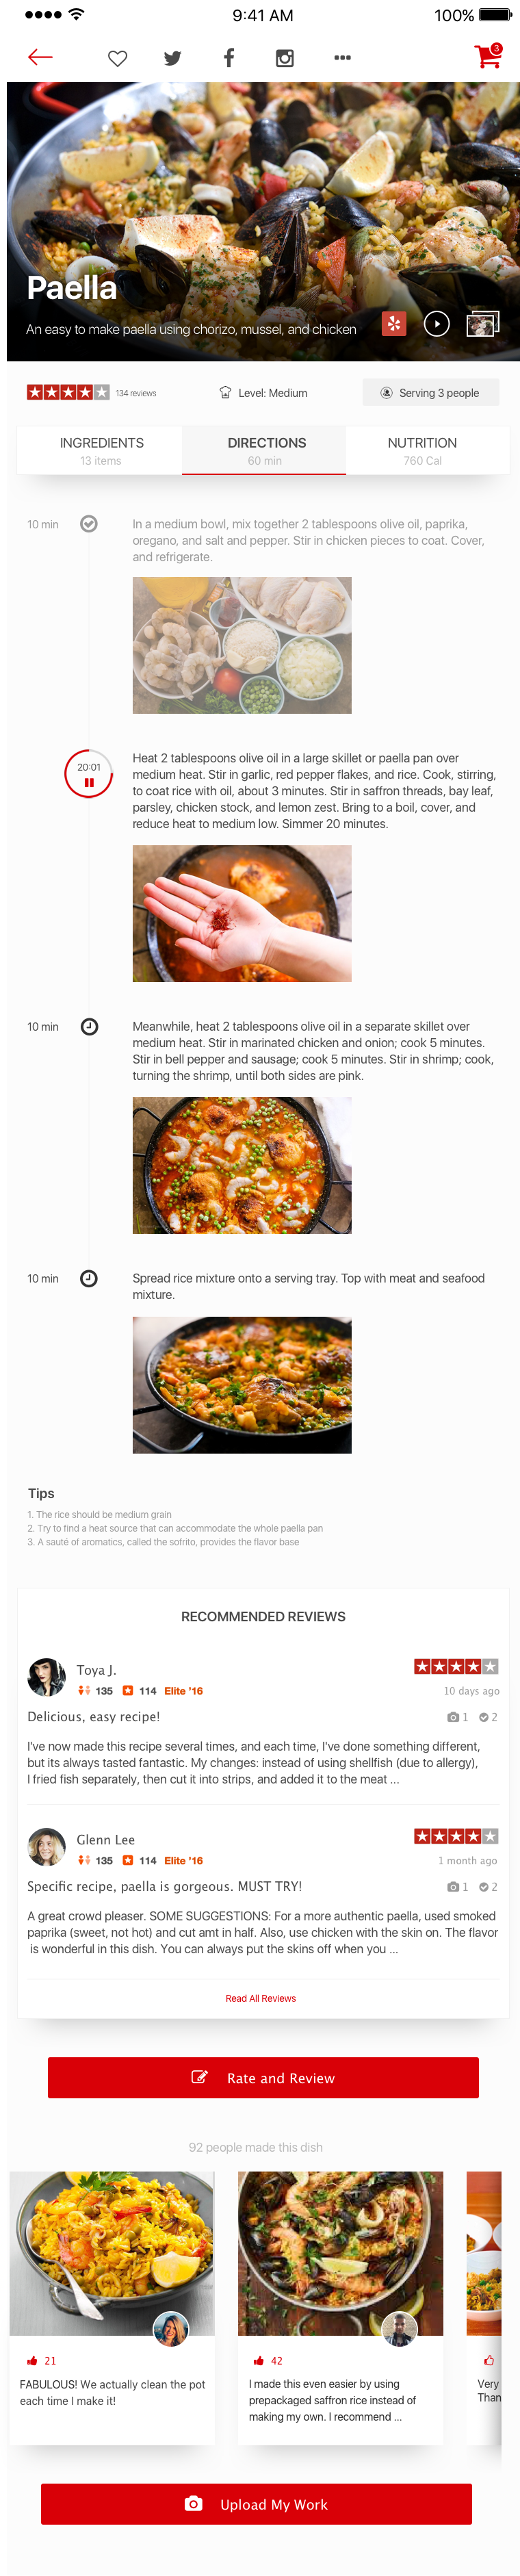 9:41 AM
100%
3
Paella
An easy to make paella using chorizo, mussel, and chicken
134 reviews
Level: Medium
Serving 3 people
INGREDIENTS
13 items
DIRECTIONS
60 min
NUTRITION
760 Cal
10 min
In a medium bowl, mix together 2 tablespoons olive oil, paprika,
oregano, and salt and pepper. Stir in chicken pieces to coat. Cover,
and refrigerate.
20:01
Heat 2 tablespoons olive oil in a large skillet or paella pan over
medium heat. Stir in garlic, red pepper flakes, and rice. Cook, stirring,
to coat rice with oil, about 3 minutes. Stir in saffron threads, bay leaf,
parsley, chicken stock, and lemon zest. Bring to a boil, cover, and
reduce heat to medium low. Simmer 20 minutes.
10 min
Meanwhile, heat 2 tablespoons olive oil in a separate skillet over
medium heat. Stir in marinated chicken and onion; cook 5 minutes.
Stir in bell pepper and sausage; cook 5 minutes. Stir in shrimp; cook,
turning the shrimp, until both sides are pink.
10 min
Spread rice mixture onto a serving tray. Top with meat and seafood
mixture.
Tips
1. The rice should be medium grain
2. Try to find a heat source that can accommodate the whole paella pan
3. A sauté of aromatics, called the sofrito, provides the flavor base
RECOMMENDED REVIEWS
Toya J.
135 114 Elite '16
10 days ago
Delicious, easy recipe!
1 2
I've now made this recipe several times, and each time, I've done something different,
but its always tasted fantastic. My changes: instead of using shellfish (due to allergy),
I fried fish separately, then cut it into strips, and added it to the meat ...
Glenn Lee
135 114 Elite '16
1 month ago
Specific recipe, paella is gorgeous. MUST TRY!
1 2
A great crowd pleaser. SOME SUGGESTIONS: For a more authentic paella, used smoked
paprika (sweet, not hot) and cut amt in half. Also, use chicken with the skin on. The flavor
is wonderful in this dish. You can always put the skins off when you ...
Read All Reviews
Rate and Review
92 people made this dish
21
FABULOUS! We actually clean the pot
each time I make it!
42
I made this even easier by using
prepackaged saffron rice instead of
making my own. I recommend ...
Very
Than
Upload My Work